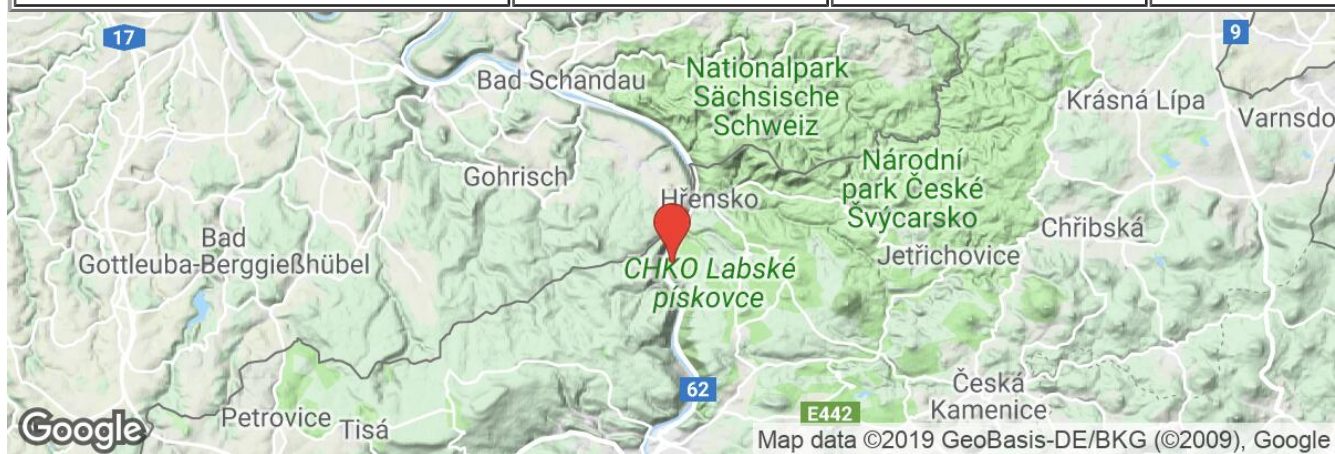 17
9
Bad Schandau
Nationalpark
Sächsische
Schweiz
Krásná Lípa
Varnsdo
Gohrisch
Národní
park České
Švýcarsko
Hřensko
Chřibská
Bad
Gottleuba-Berggießhübel
Jetřichovice
CHKO Labské
pískovce
62
Česká
Kamenice
E442
Petrovice
Tisá
Google
Map data ©2019 GeoBasis-DE/BKG (©2009), Google